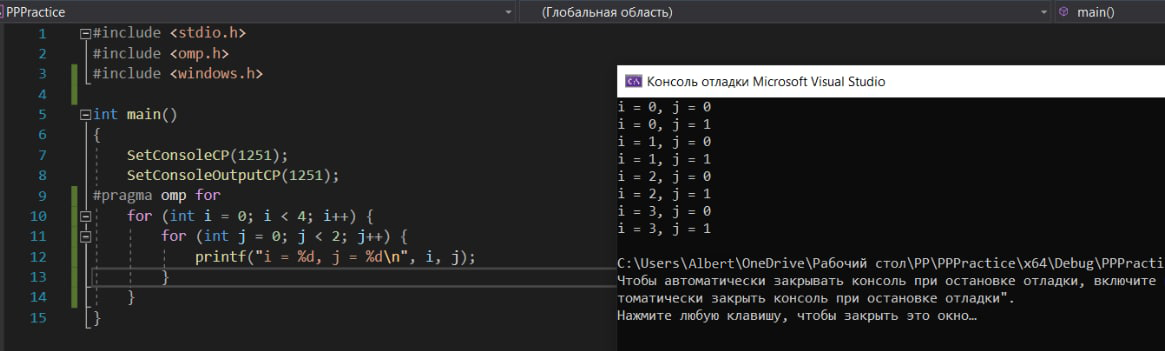 PPPractice
(Глобальная область)
main()
1 #include <stdio.h>
2 #include <omp.h>
3 #include <windows.h>
4
5 int main()
6 {
7 SetConsoleCP(1251);
8 SetConsoleOutputCP(1251);
9 #pragma omp for
10 for (int i = 0; i < 4; i++) {
11 for (int j = 0; j < 2; j++) {
12 printf("i = %d, j = %d\n", i, j);
13 }
14 }
15 }
Консоль отладки Microsoft Visual Studio
i = 0, j = 0
i = 0, j = 1
i = 1, j = 0
i = 1, j = 1
i = 2, j = 0
i = 2, j = 1
i = 3, j = 0
i = 3, j = 1
C:\Users\Albert\OneDrive\Рабочий стол\PP\PPPractice\x64\Debug\PPPracti
Чтобы автоматически закрывать консоль при остановке отладки, включите
томатически закрыть консоль при остановке отладки".
Нажмите любую клавишу, чтобы закрыть это окно…